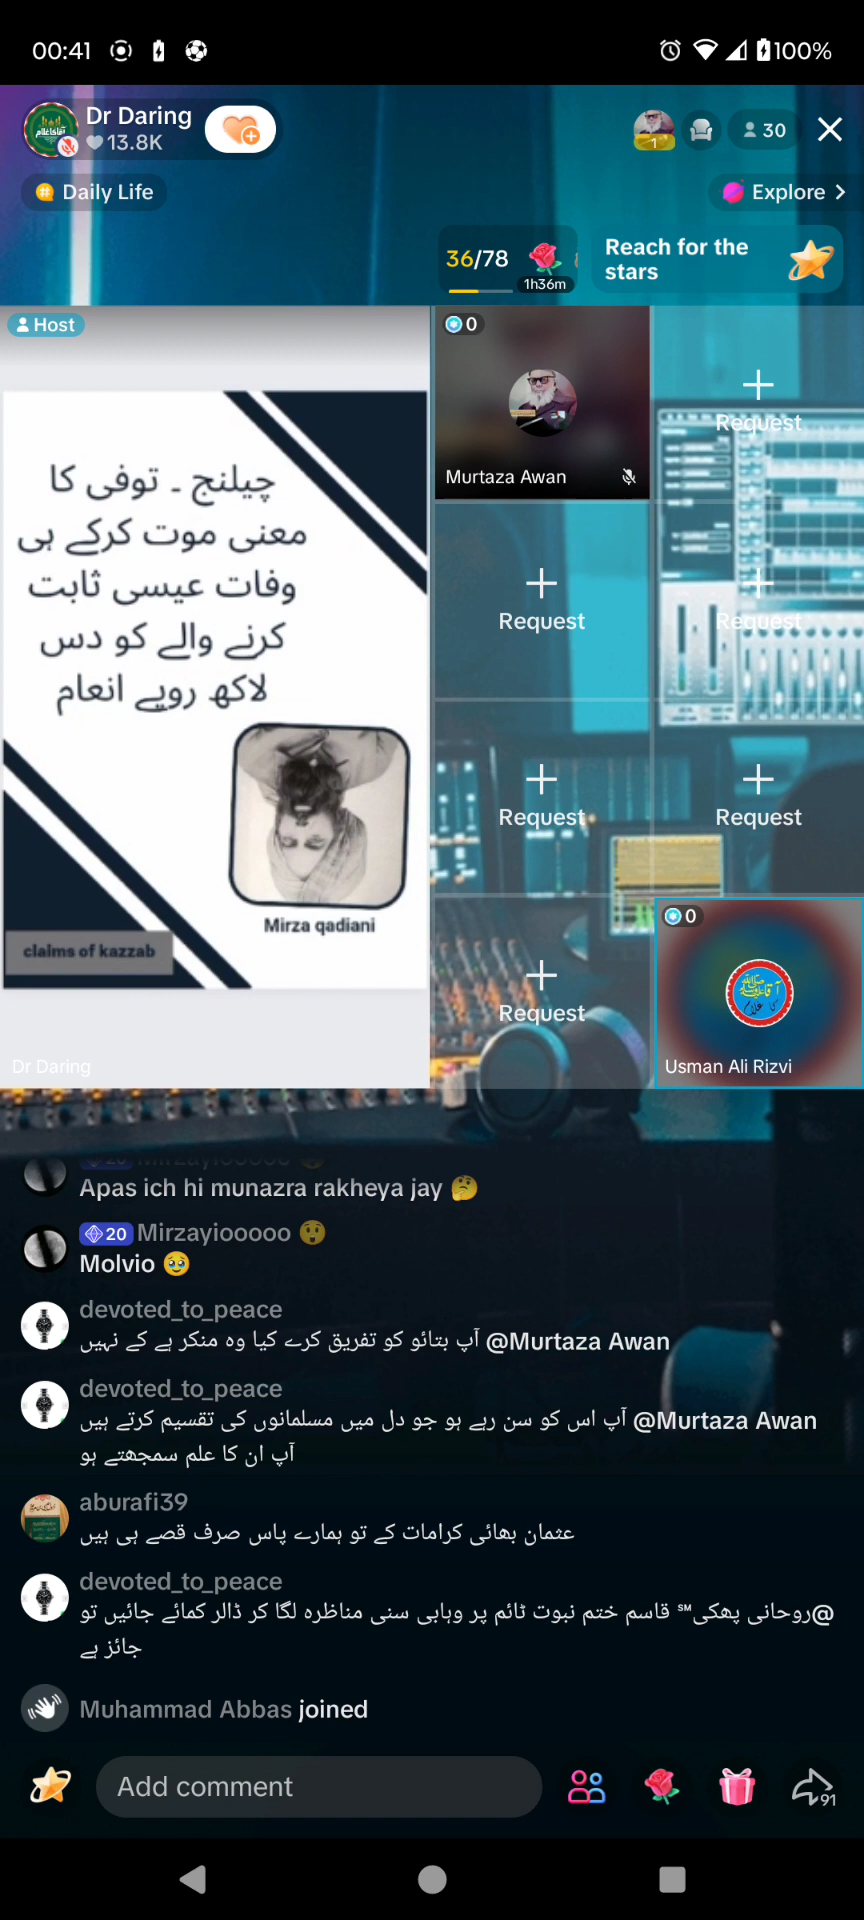 00:41
100%
Dr Daring
13.8K
1
30
Daily Life
Explore
36/78
1h36m
Reach for the
stars
Host
چیلنج ۔ توفی کا
معنی موت کرکے ہی
وفات عیسی ثابت
کرنے والے کو دس
لاکھ روپے انعام
Mirza qadiani
claims of kazzab
Dr Daring
0
Murtaza Awan
Request
Request
Request
Request
Request
Request
0
Usman Ali Rizvi
Apas ich hi munazra rakheya jay 🤔
20 Mirzayiooooo 😲
Molvio 🥹
devoted_to_peace
@Murtaza Awan آپ بتائو کو تفریق کرے کیا وہ منکر ہے کے نہیں
devoted_to_peace
@Murtaza Awan آپ اس کو سن رہے ہو جو دل میں مسلمانوں کی تقسیم کرتے ہیں
آپ ان کا علم سمجھتے ہو
aburafi39
عثمان بھائی کرامات کے تو ہمارے پاس صرف قصے ہی ہیں
devoted_to_peace
@روحانی پھکی℠ قاسم ختم نبوت ٹائم پر وہابی سنی مناظرہ لگا کر ڈالر کمائے جائیں تو
جائز ہے
Muhammad Abbas joined
Add comment
91